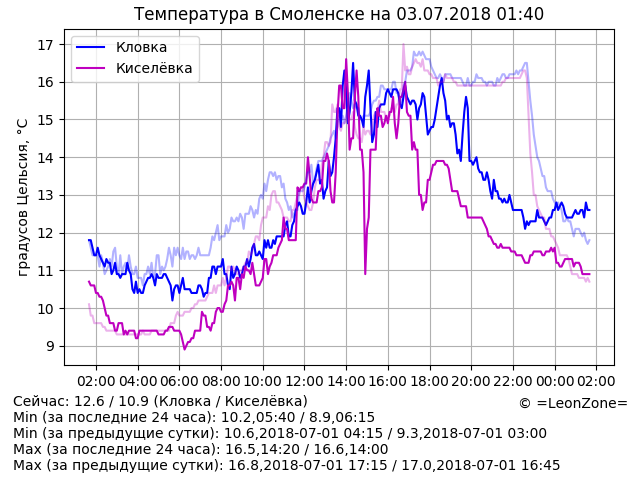 Температура в Смоленске на 03.07.2018 01:40
17
16
15
14
13
12
11
10
9
градусов Цельсия, °C
Кловка
Киселёвка
02:00 04:00 06:00 08:00 10:00 12:00 14:00 16:00 18:00 20:00 22:00 00:00 02:00
Сейчас: 12.6 / 10.9 (Кловка / Киселёвка)
© =LeonZone=
Min (за последние 24 часа): 10.2,05:40 / 8.9,06:15
Min (за предыдущие сутки): 10.6,2018-07-01 04:15 / 9.3,2018-07-01 03:00
Max (за последние 24 часа): 16.5,14:20 / 16.6,14:00
Max (за предыдущие сутки): 16.8,2018-07-01 17:15 / 17.0,2018-07-01 16:45